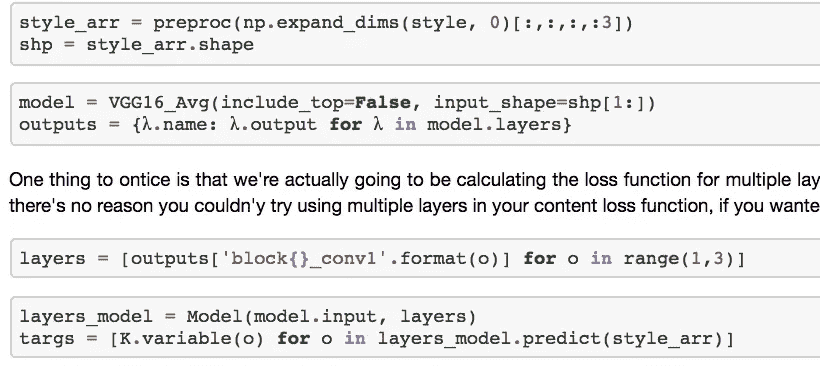 style_arr = preproc(np.expand_dims(style, 0)[:,:,:,:3])
shp = style_arr.shape
model = VGG16_Avg(include_top=False, input_shape=shp[1:])
outputs = {λ.name: λ.output for λ in model.layers}
One thing to ontice is that we're actually going to be calculating the loss function for multiple lay
there's no reason you couldn'y try using multiple layers in your content loss function, if you wante
layers = [outputs['block{}_conv1'.format(o)] for o in range(1,3)]
layers_model = Model(model.input, layers)
targs = [K.variable(o) for o in layers_model.predict(style_arr)]